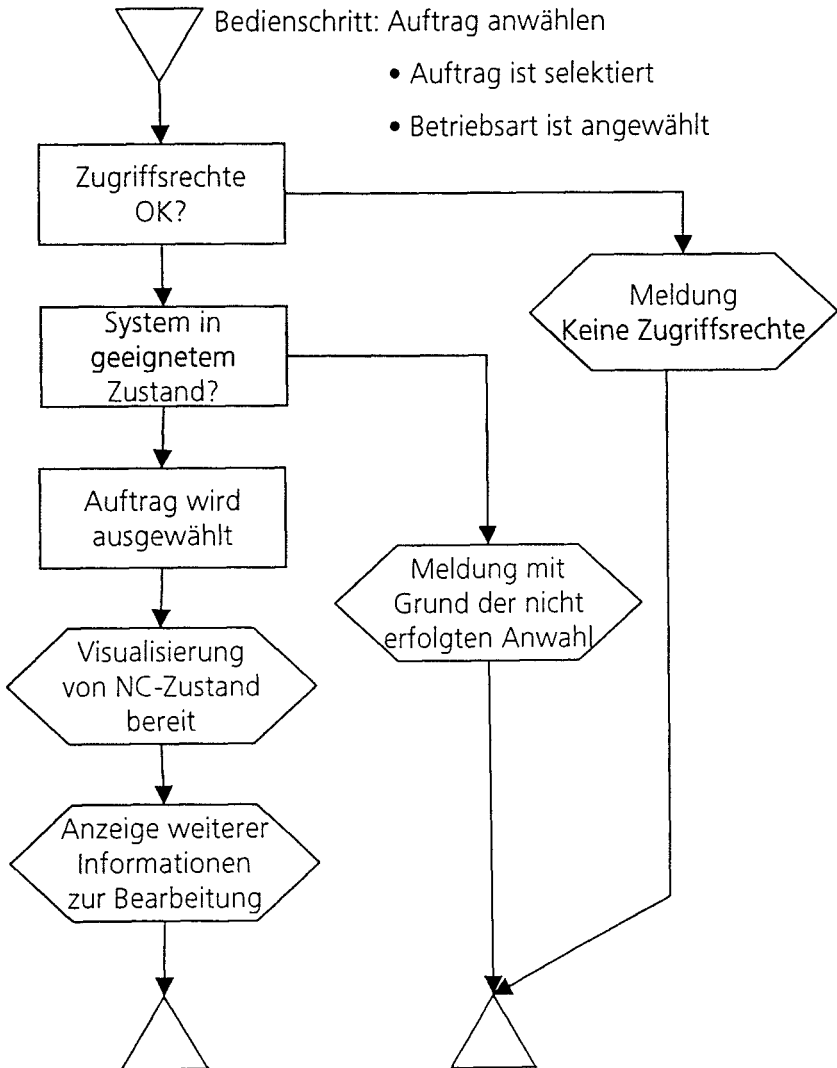 Bedienschritt: Auftrag anwählen
• Auftrag ist selektiert
• Betriebsart ist angewählt
Zugriffsrechte
OK?
Meldung
Keine Zugriffsrechte
System in
geeignetem
Zustand?
Auftrag wird
ausgewählt
Meldung mit
Grund der nicht
erfolgten Anwahl
Visualisierung
von NC-Zustand
bereit
Anzeige weiterer
Informationen
zur Bearbeitung